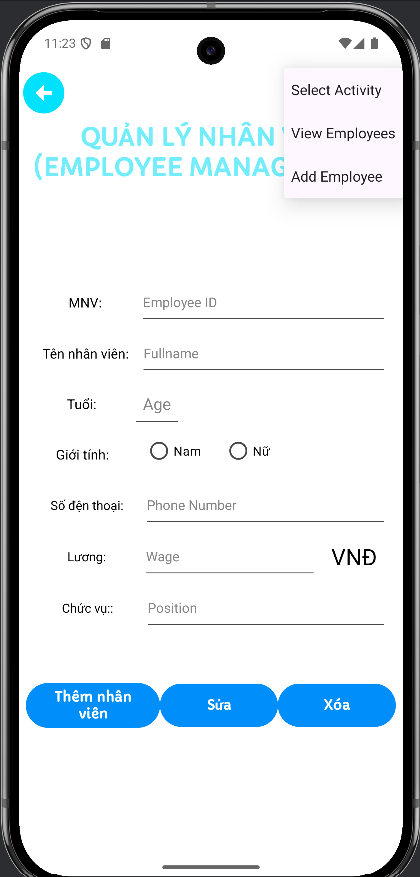 11:23
Select Activity
View Employees
Add Employee
QUẢN LÝ NHÂN
(EMPLOYEE MANAG
MNV:
Employee ID
Tên nhân viên:
Fullname
Tuổi:
Age
Giới tính:
Nam
Nữ
Số đện thoại:
Phone Number
Lương:
Wage
VNĐ
Chức vụ::
Position
Thêm nhân
viên
Sửa
Xóa